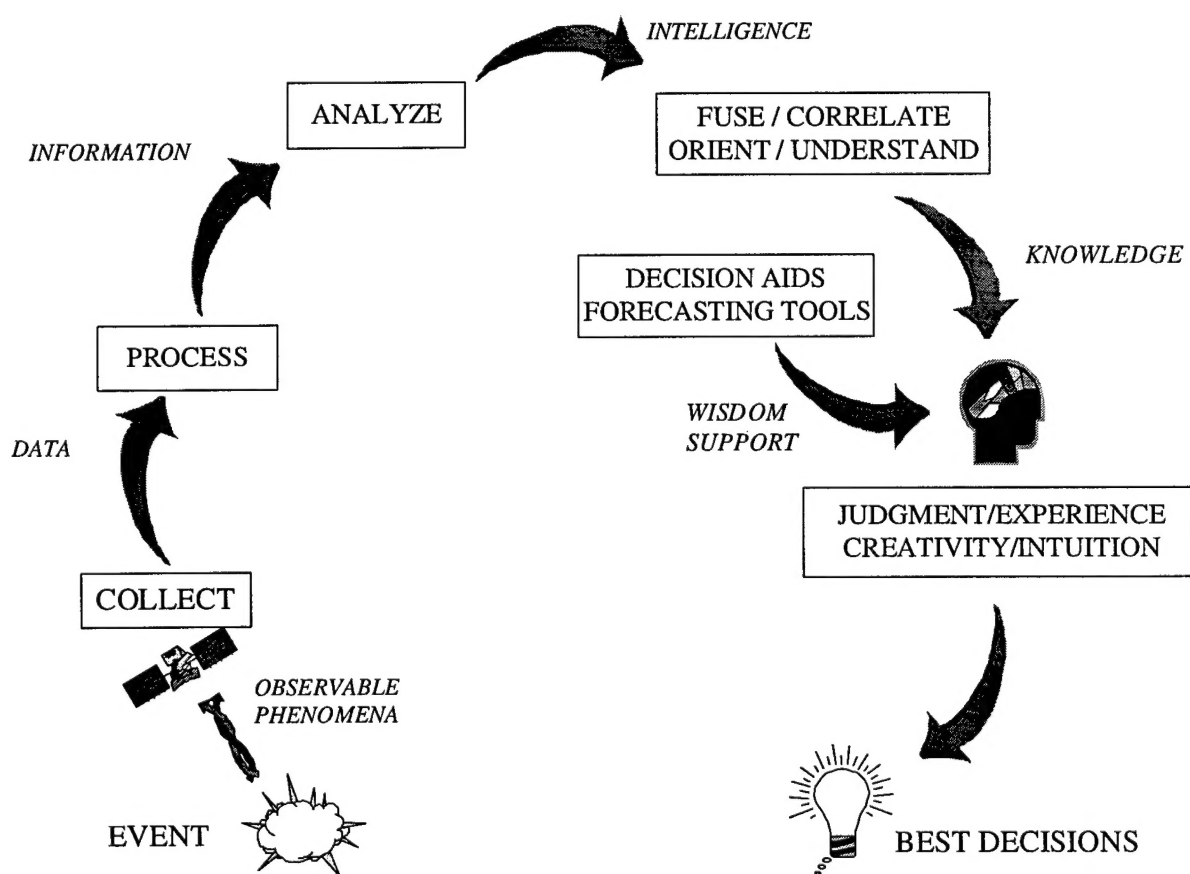 INTELLIGENCE
ANALYZE
FUSE / CORRELATE
ORIENT / UNDERSTAND
INFORMATION
KNOWLEDGE
DECISION AIDS
FORECASTING TOOLS
PROCESS
WISDOM
SUPPORT
DATA
JUDGMENT/EXPERIENCE
CREATIVITY/INTUITION
COLLECT
OBSERVABLE
PHENOMENA
EVENT
BEST DECISIONS